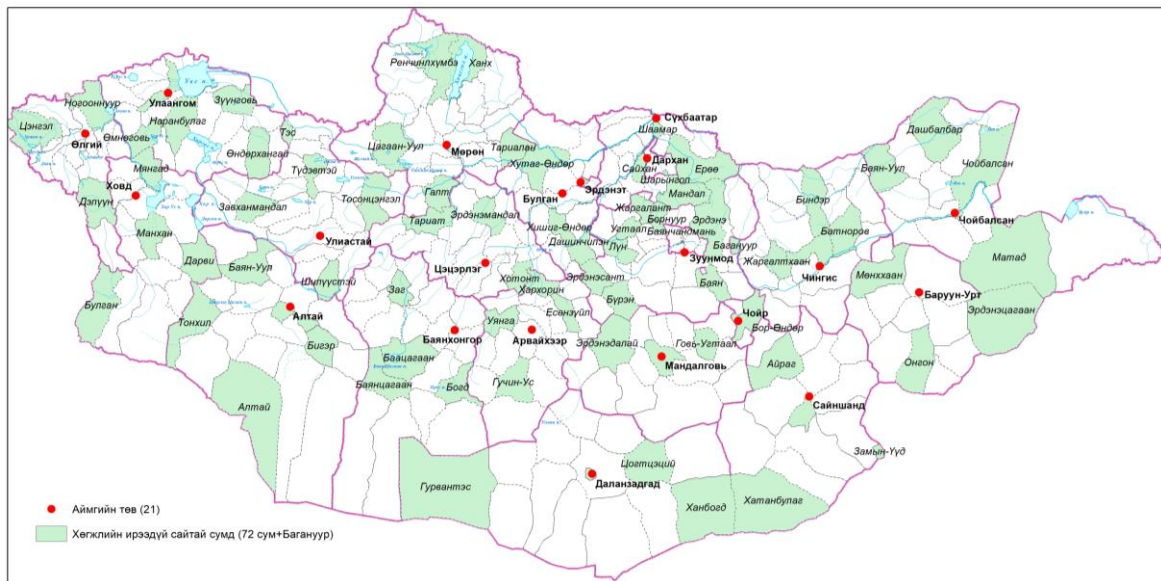 Ренчинлхүмбэ
Ханх
Ногооннуур
Улаангом
Зүүнговь
Цэнгэл
Өмнөговь
Наранбулаг
Тэс
Өлгий
Өндөрхангай
Цагаан-Уул
Мөрөн
Тариалан
Сүхбаатар
Шаамар
Дашбалбар
Мянгад
Түдэвтэй
Хутаг-Өндөр
Сайхан
Дархан
Ерөө
Баян-Уул
Чойбалсан
Ховд
Дэлүүн
Завханмандал
Тосонцэнгэл
Галт
Тариат
Эрдэнэмандал
Булган
Эрдэнэт
Шарынгол
Мандал
Жаргалант
Борнуур
Эрдэнэ
Угтаал
Баянчандмань
Биндэр
Батноров
Чойбалсан
Манхан
Улиастай
Хишиг-Өндөр
Дашинчилэн
Лүн
Багануур
Зуунмод
Жаргалтхаан
Чингис
Матад
Дарви
Баян-Уул
Шилүүстэй
Цэцэрлэг
Хотонт
Хархорин
Эрдэнэсант
Баян
Мөнххаан
Баруун-Урт
Булган
Тонхил
Алтай
Заг
Бүрэн
Есөнзүйл
Уянга
Чойр
Бор-Өндөр
Эрдэнэцагаан
Бигэр
Баянхонгор
Арвайхээр
Эрдэнэдалай
Говь-Угтаал
Мандалговь
Айраг
Онгон
Баацагаан
Баянцагаан
Богд
Гучин-Ус
Алтай
Сайншанд
Замын-Үүд
Гурвантэс
Цогтцэций
Даланзадгад
Ханбогд
Хатанбулаг
Аймгийн төв (21)
Хөгжлийн ирээдүй сайтай сумд (72 сум+Багануур)